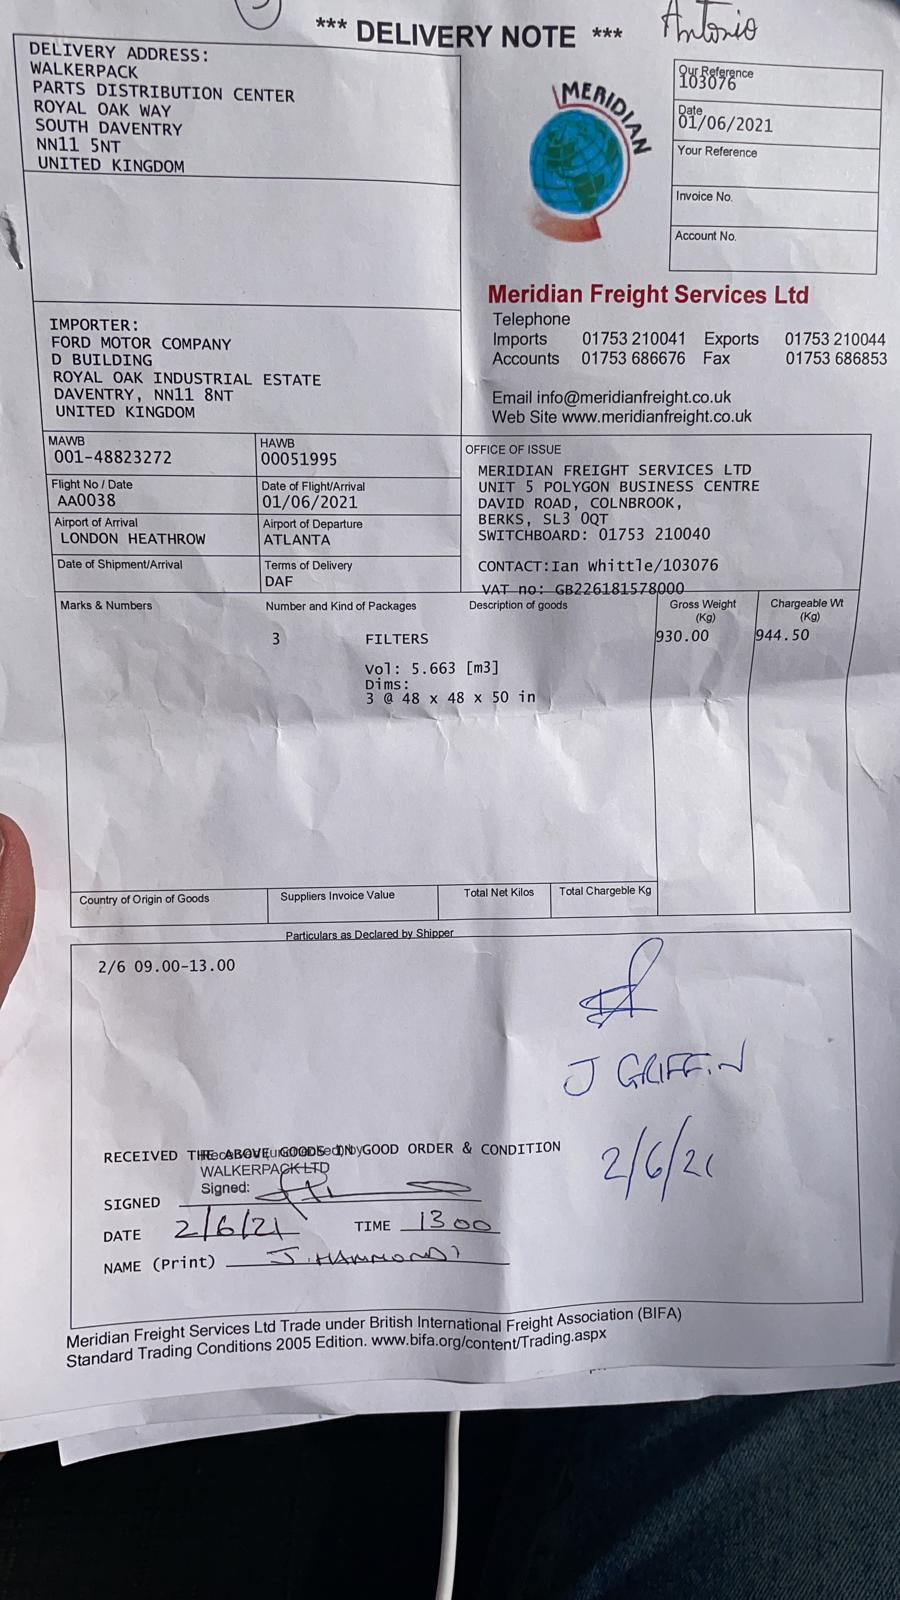 Antonio
*** DELIVERY NOTE ***
DELIVERY ADDRESS:
WALKERPACK
PARTS DISTRIBUTION CENTER
ROYAL OAK WAY
SOUTH DAVENTRY
NN11 5NT
UNITED KINGDOM
MERIDIAN
Our Reference
103076
Date
01/06/2021
Your Reference
Invoice No.
Account No.
Meridian Freight Services Ltd
Telephone
Imports 01753 210041 Exports 01753 210044
Accounts 01753 686676 Fax 01753 686853
Email info@meridianfreight.co.uk
Web Site www.meridianfreight.co.uk
IMPORTER:
FORD MOTOR COMPANY
D BUILDING
ROYAL OAK INDUSTRIAL ESTATE
DAVENTRY, NN11 8NT
UNITED KINGDOM
MAWB
001-48823272
HAWB
00051995
Flight No / Date
AA0038
Date of Flight/Arrival
01/06/2021
Airport of Arrival
LONDON HEATHROW
Airport of Departure
ATLANTA
Date of Shipment/Arrival
Terms of Delivery
DAF
OFFICE OF ISSUE
MERIDIAN FREIGHT SERVICES LTD
UNIT 5 POLYGON BUSINESS CENTRE
DAVID ROAD, COLNBROOK,
BERKS, SL3 0QT
SWITCHBOARD: 01753 210040
CONTACT:Ian Whittle/103076
VAT no: GB226181578000
Marks & Numbers Number and Kind of Packages Description of goods Gross Weight (Kg) Chargeable Wt (Kg)
3 FILTERS 930.00 944.50
Vol: 5.663 [m3]
Dims:
3 @ 48 x 48 x 50 in
Country of Origin of Goods Suppliers Invoice Value Total Net Kilos Total Chargeable Kg
Particulars as Declared by Shipper
2/6 09.00-13.00
J GRIFFIN
2/6/21
RECEIVED THE ABOVE GOODS IN GOOD ORDER & CONDITION
WALKERPACK LTD
Signed:
SIGNED
DATE 2/6/21 TIME 1300
NAME (Print) J. HAMMOND
Meridian Freight Services Ltd Trade under British International Freight Association (BIFA)
Standard Trading Conditions 2005 Edition. www.bifa.org/content/Trading.aspx